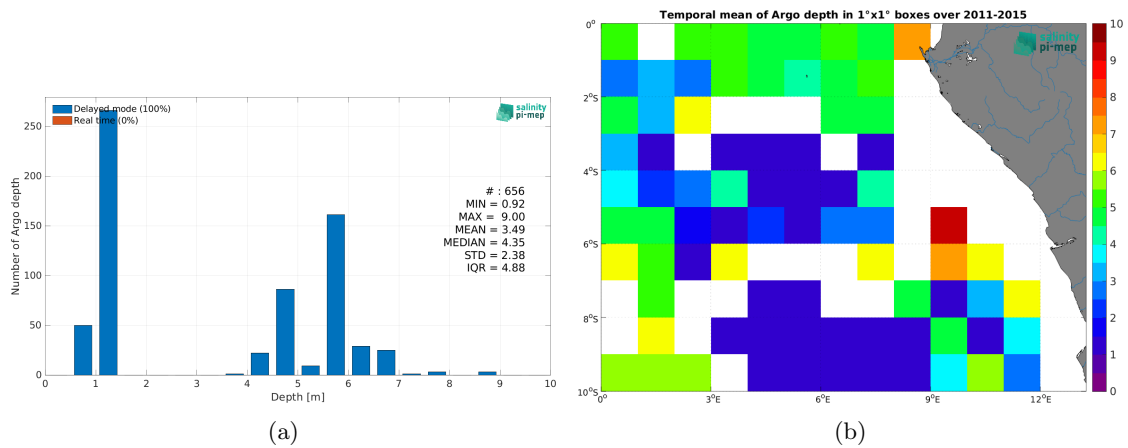 Temporal mean of Argo depth in 1°x1° boxes over 2011-2015
Delayed mode (100%)
Real time (0%)
salinity
pi-mep
# : 656
MIN = 0.92
MAX = 9.00
MEAN = 3.49
MEDIAN = 4.35
STD = 2.38
IQR = 4.88
Number of Argo depth
250
200
150
100
50
0
0 1 2 3 4 5 6 7 8 9 10
Depth [m]
(a)
salinity
pi-mep
0°
2°S
4°S
6°S
8°S
10°S
0° 3°E 6°E 9°E 12°E
10
9
8
7
6
5
4
3
2
1
0
(b)